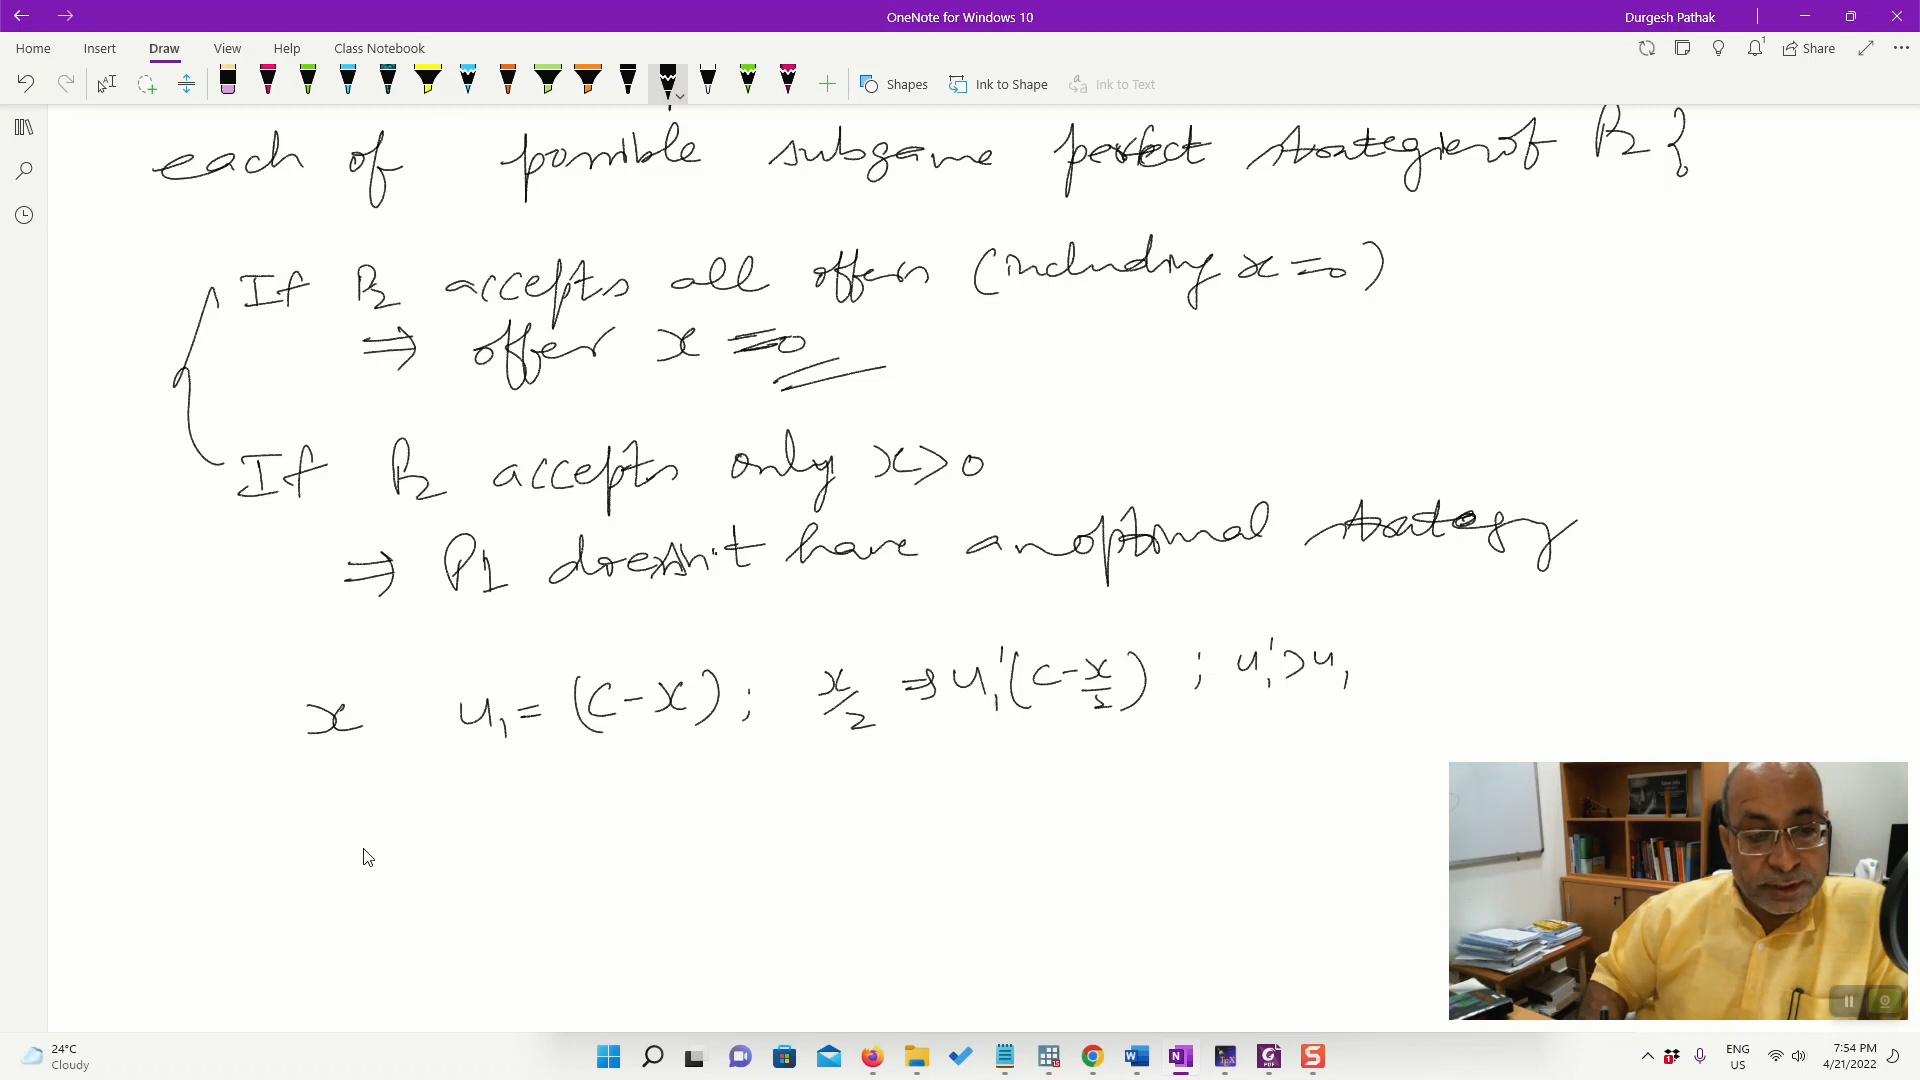 OneNote for Windows 10
Durgesh Pathak
Home Insert Draw View Help Class Notebook
1 Share
Shapes Ink to Shape Ink to Text
each of possible subgame perfect strategies of P2 }
If P2 accepts all offers (including x=0)
⇒ offer x =0
If P2 accepts only x>0
⇒ P1 doesn't have an optimal strategy
x u₁ = (c-x) ; x/2 ⇒ u₁'(c-x/2) ; u₁'>u₁
24°C
Cloudy
ENG
US
7:54 PM
4/21/2022